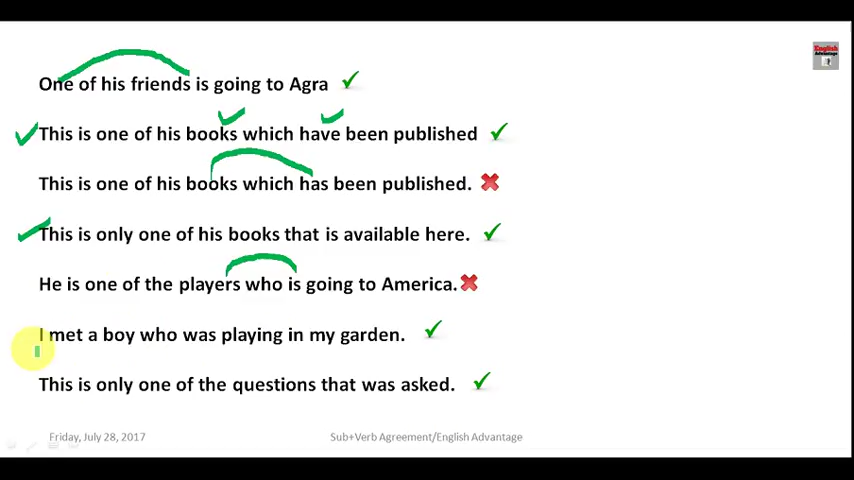 English
Advantage
One of his friends is going to Agra
This is one of his books which have been published
This is one of his books which has been published.
This is only one of his books that is available here.
He is one of the players who is going to America.
I met a boy who was playing in my garden.
This is only one of the questions that was asked.
Friday, July 28, 2017
Sub+Verb Agreement/English Advantage